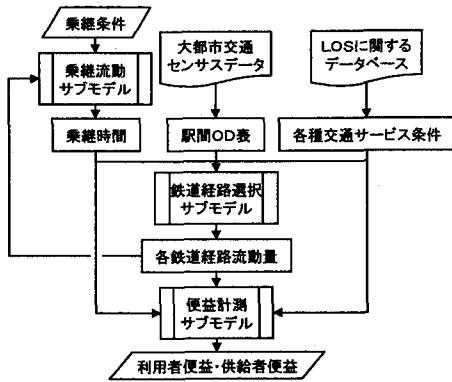 乗継条件
乗継流動
サブモデル
大都市交通
センサスデータ
LOSに関する
データベース
乗継時間
駅間OD表
各種交通サービス条件
鉄道経路選択
サブモデル
各鉄道経路流動量
便益計測
サブモデル
利用者便益・供給者便益